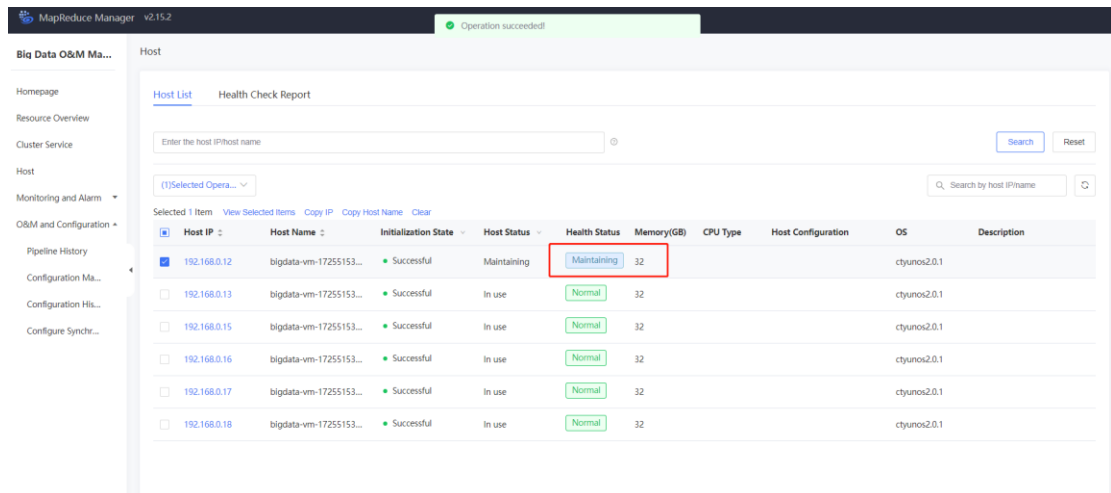 MapReduce Manager v2.15.2
Operation succeeded!
Big Data O&M Ma...
Host
Homepage
Resource Overview
Cluster Service
Host
Monitoring and Alarm
O&M and Configuration
Pipeline History
Configuration Ma...
Configuration His...
Configure Synchr...
Host List Health Check Report
Enter the host IP/host name
Search Reset
(1)Selected Opera...
Search by host IP/name
Selected 1 Item View Selected Items Copy IP Copy Host Name Clear
Host IP Host Name Initialization State Host Status Health Status Memory(GB) CPU Type Host Configuration OS Description
192.168.0.12 bigdata-vm-17255153... Successful Maintaining Maintaining 32 ctyunos2.0.1
192.168.0.13 bigdata-vm-17255153... Successful In use Normal 32 ctyunos2.0.1
192.168.0.15 bigdata-vm-17255153... Successful In use Normal 32 ctyunos2.0.1
192.168.0.16 bigdata-vm-17255153... Successful In use Normal 32 ctyunos2.0.1
192.168.0.17 bigdata-vm-17255153... Successful In use Normal 32 ctyunos2.0.1
192.168.0.18 bigdata-vm-17255153... Successful In use Normal 32 ctyunos2.0.1